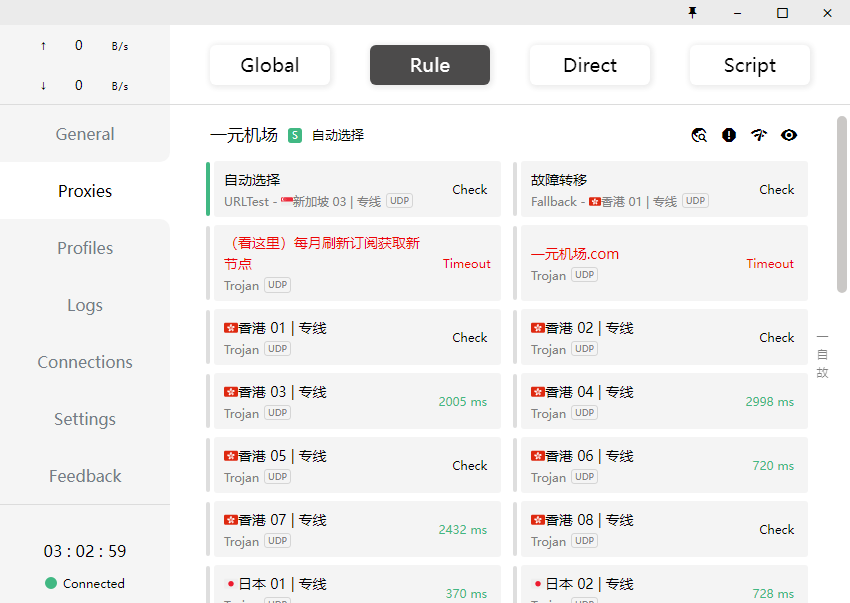 ↑ 0 B/s
↓ 0 B/s
General
Proxies
Profiles
Logs
Connections
Settings
Feedback
03 : 02 : 59
Connected
Global
Rule
Direct
Script
一元机场 S 自动选择
自动选择
URLTest - 新加坡 03 | 专线 UDP
Check
故障转移
Fallback - 香港 01 | 专线 UDP
Check
（看这里）每月刷新订阅获取新
节点
Trojan UDP
Timeout
一元机场.com
Trojan UDP
Timeout
香港 01 | 专线
Trojan UDP
Check
香港 02 | 专线
Trojan UDP
Check
香港 03 | 专线
Trojan UDP
2005 ms
香港 04 | 专线
Trojan UDP
2998 ms
香港 05 | 专线
Trojan UDP
Check
香港 06 | 专线
Trojan UDP
720 ms
香港 07 | 专线
Trojan UDP
2432 ms
香港 08 | 专线
Trojan UDP
Check
日本 01 | 专线
Trojan UDP
370 ms
日本 02 | 专线
Trojan UDP
728 ms
一
自
故